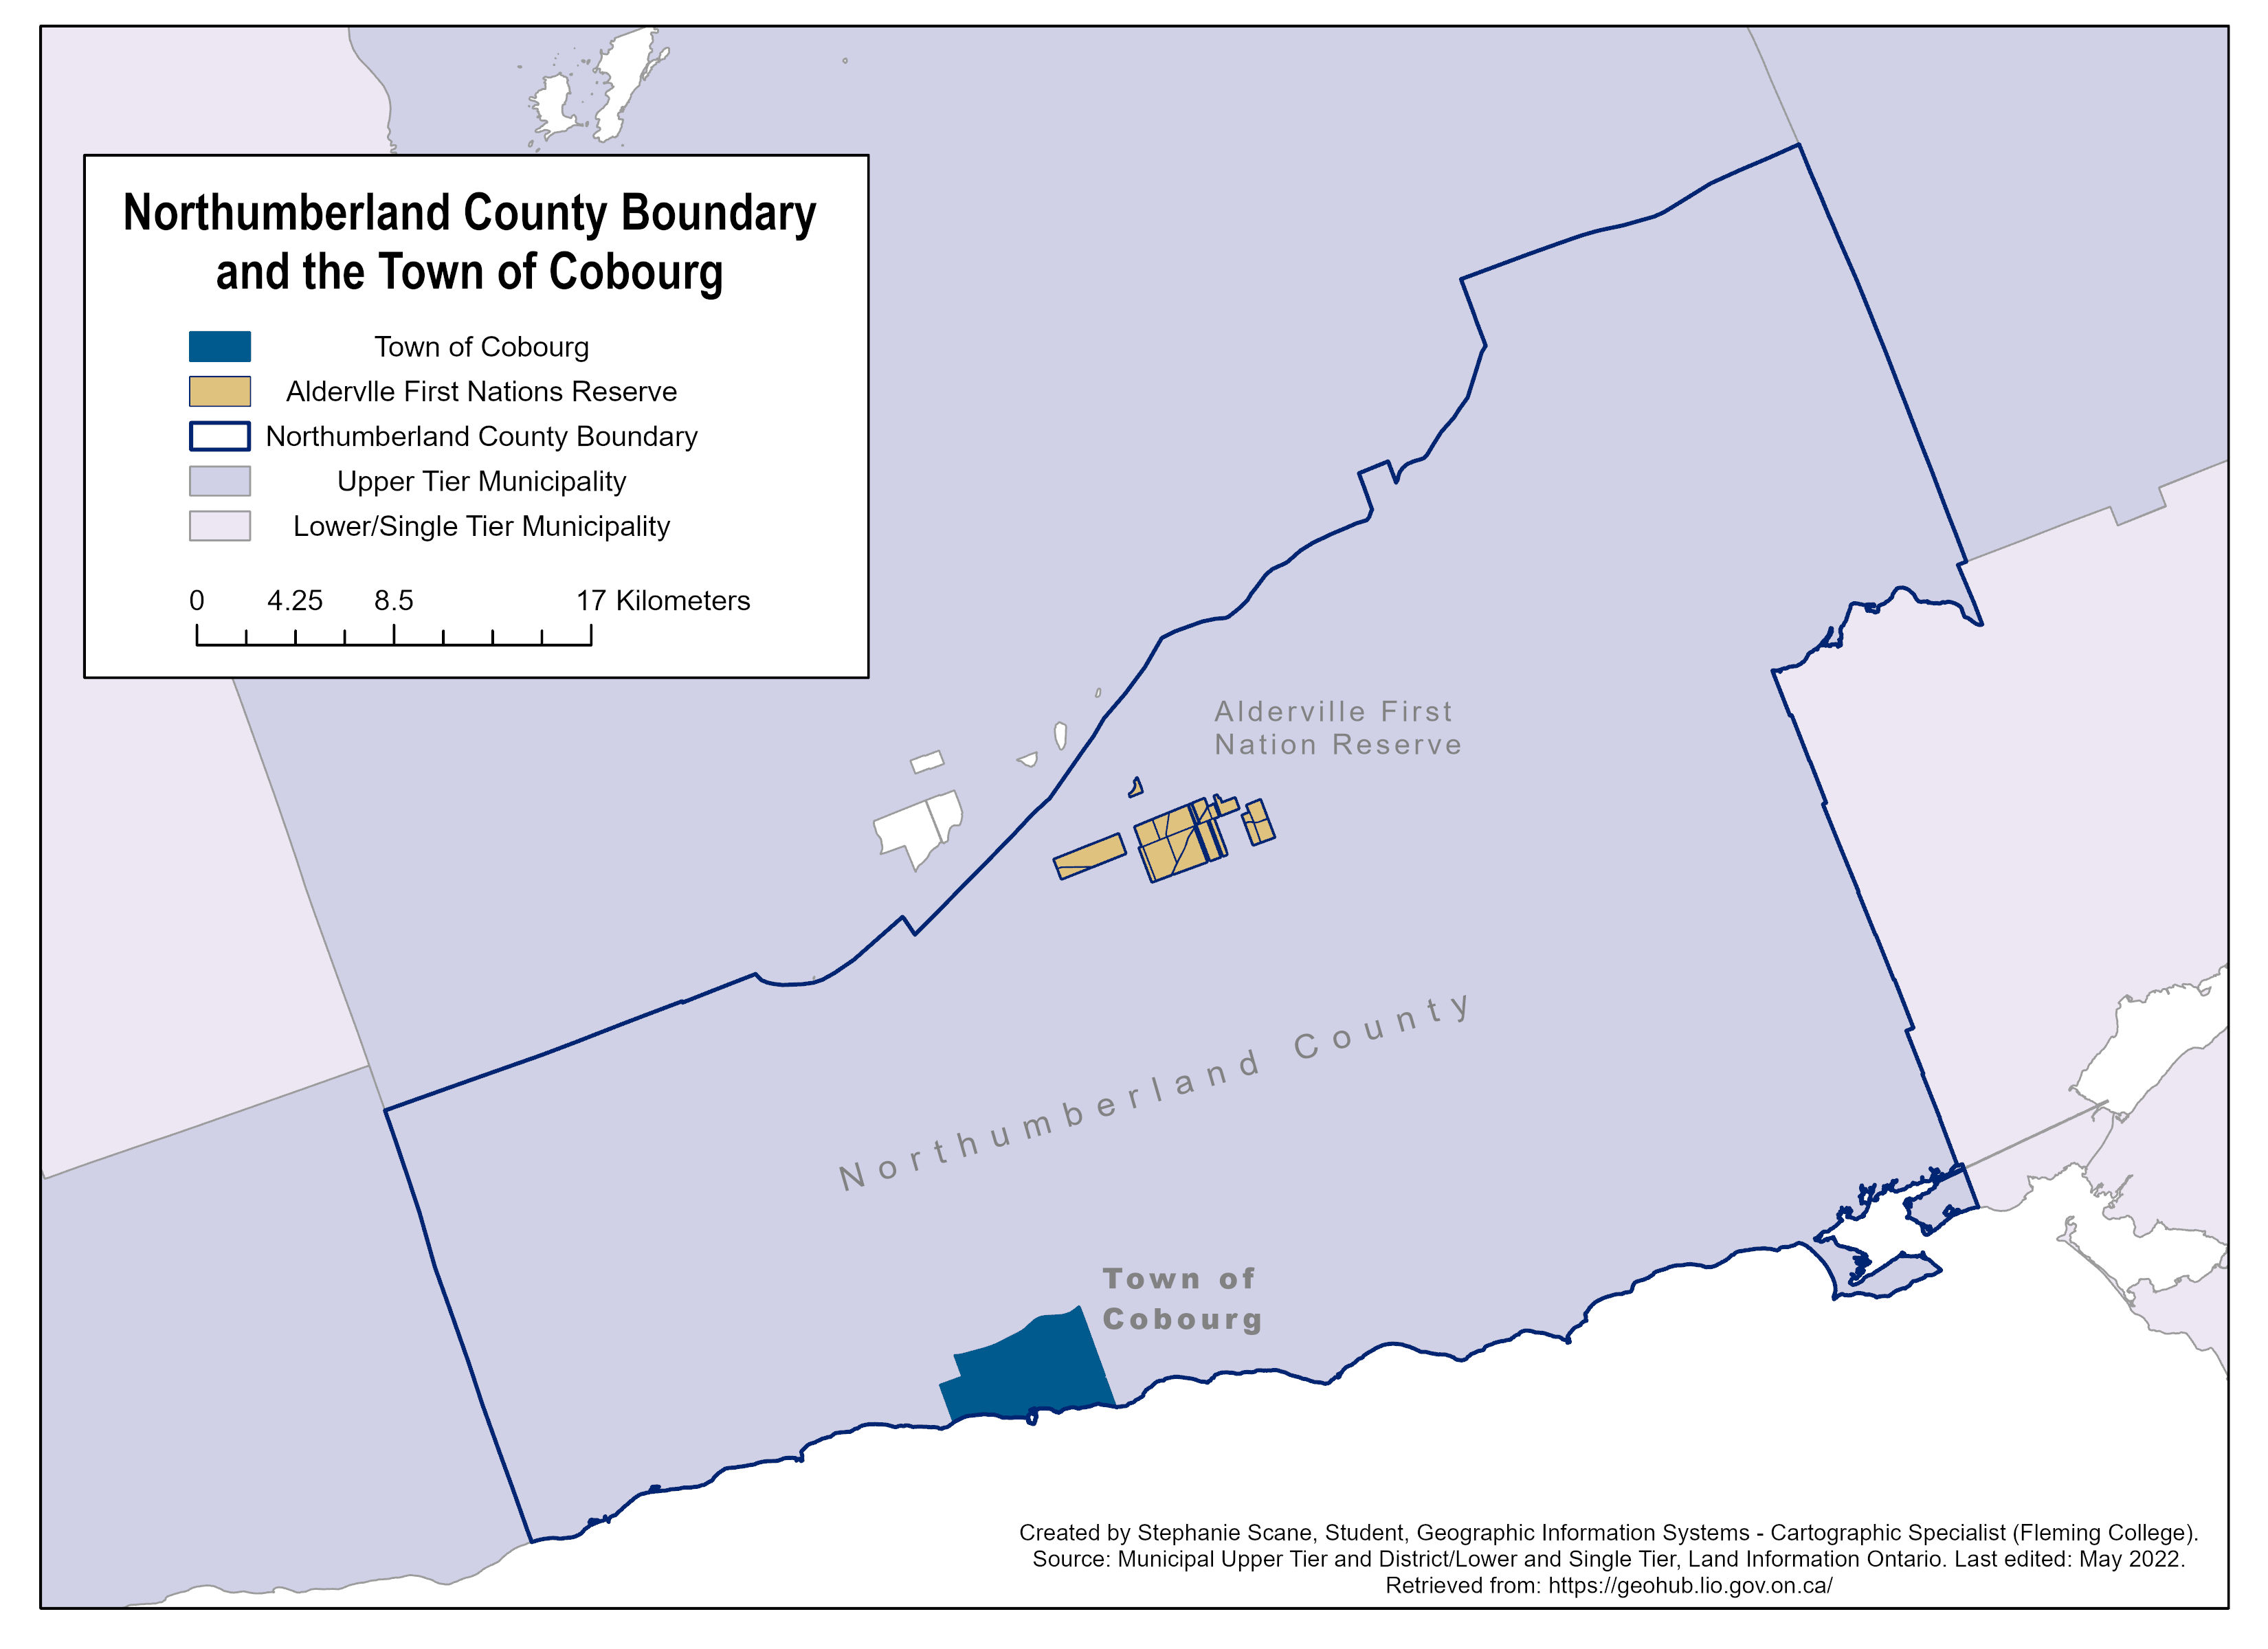 Northumberland County Boundary
and the Town of Cobourg
Town of Cobourg
Aldervlle First Nations Reserve
Northumberland County Boundary
Upper Tier Municipality
Lower/Single Tier Municipality
0 4.25 8.5 17 Kilometers
Alderville First
Nation Reserve
Northumberland County
Town of
Cobourg
Created by Stephanie Scane, Student, Geographic Information Systems - Cartographic Specialist (Fleming College).
Source: Municipal Upper Tier and District/Lower and Single Tier, Land Information Ontario. Last edited: May 2022.
Retrieved from: https://geohub.lio.gov.on.ca/